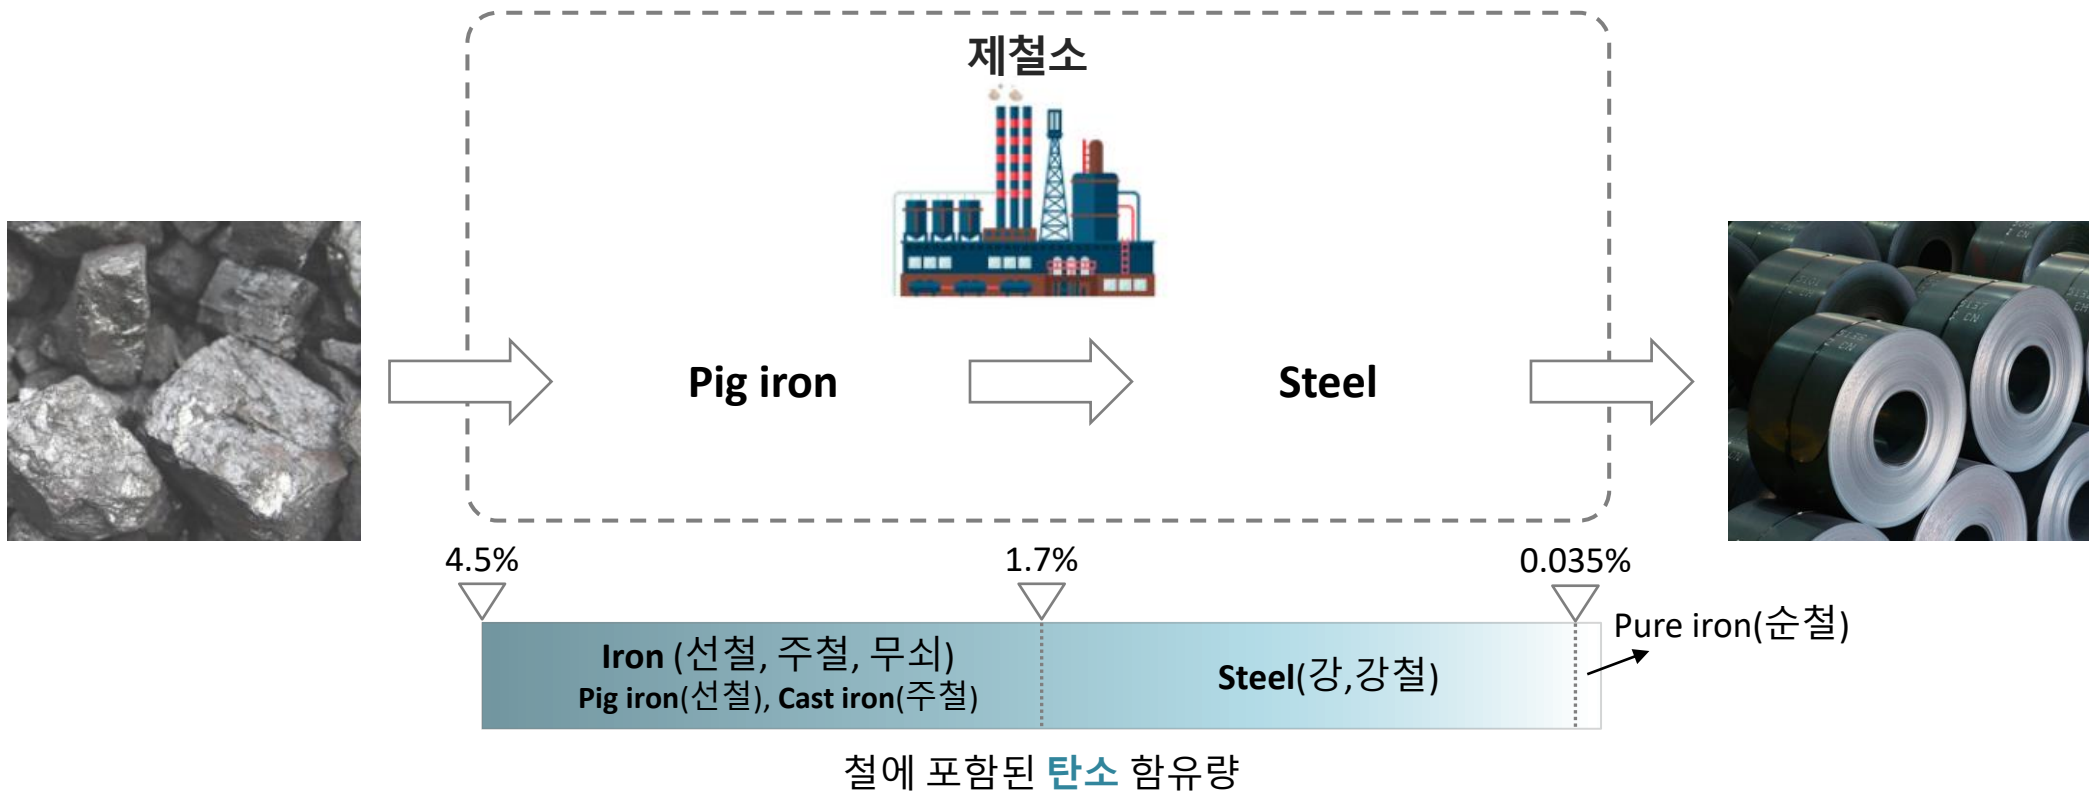 제철소
Pig iron
Steel
4.5%
1.7%
0.035%
Iron (선철, 주철, 무쇠)
Pig iron(선철), Cast iron(주철)
Steel(강,강철)
Pure iron(순철)
철에 포함된 탄소 함유량